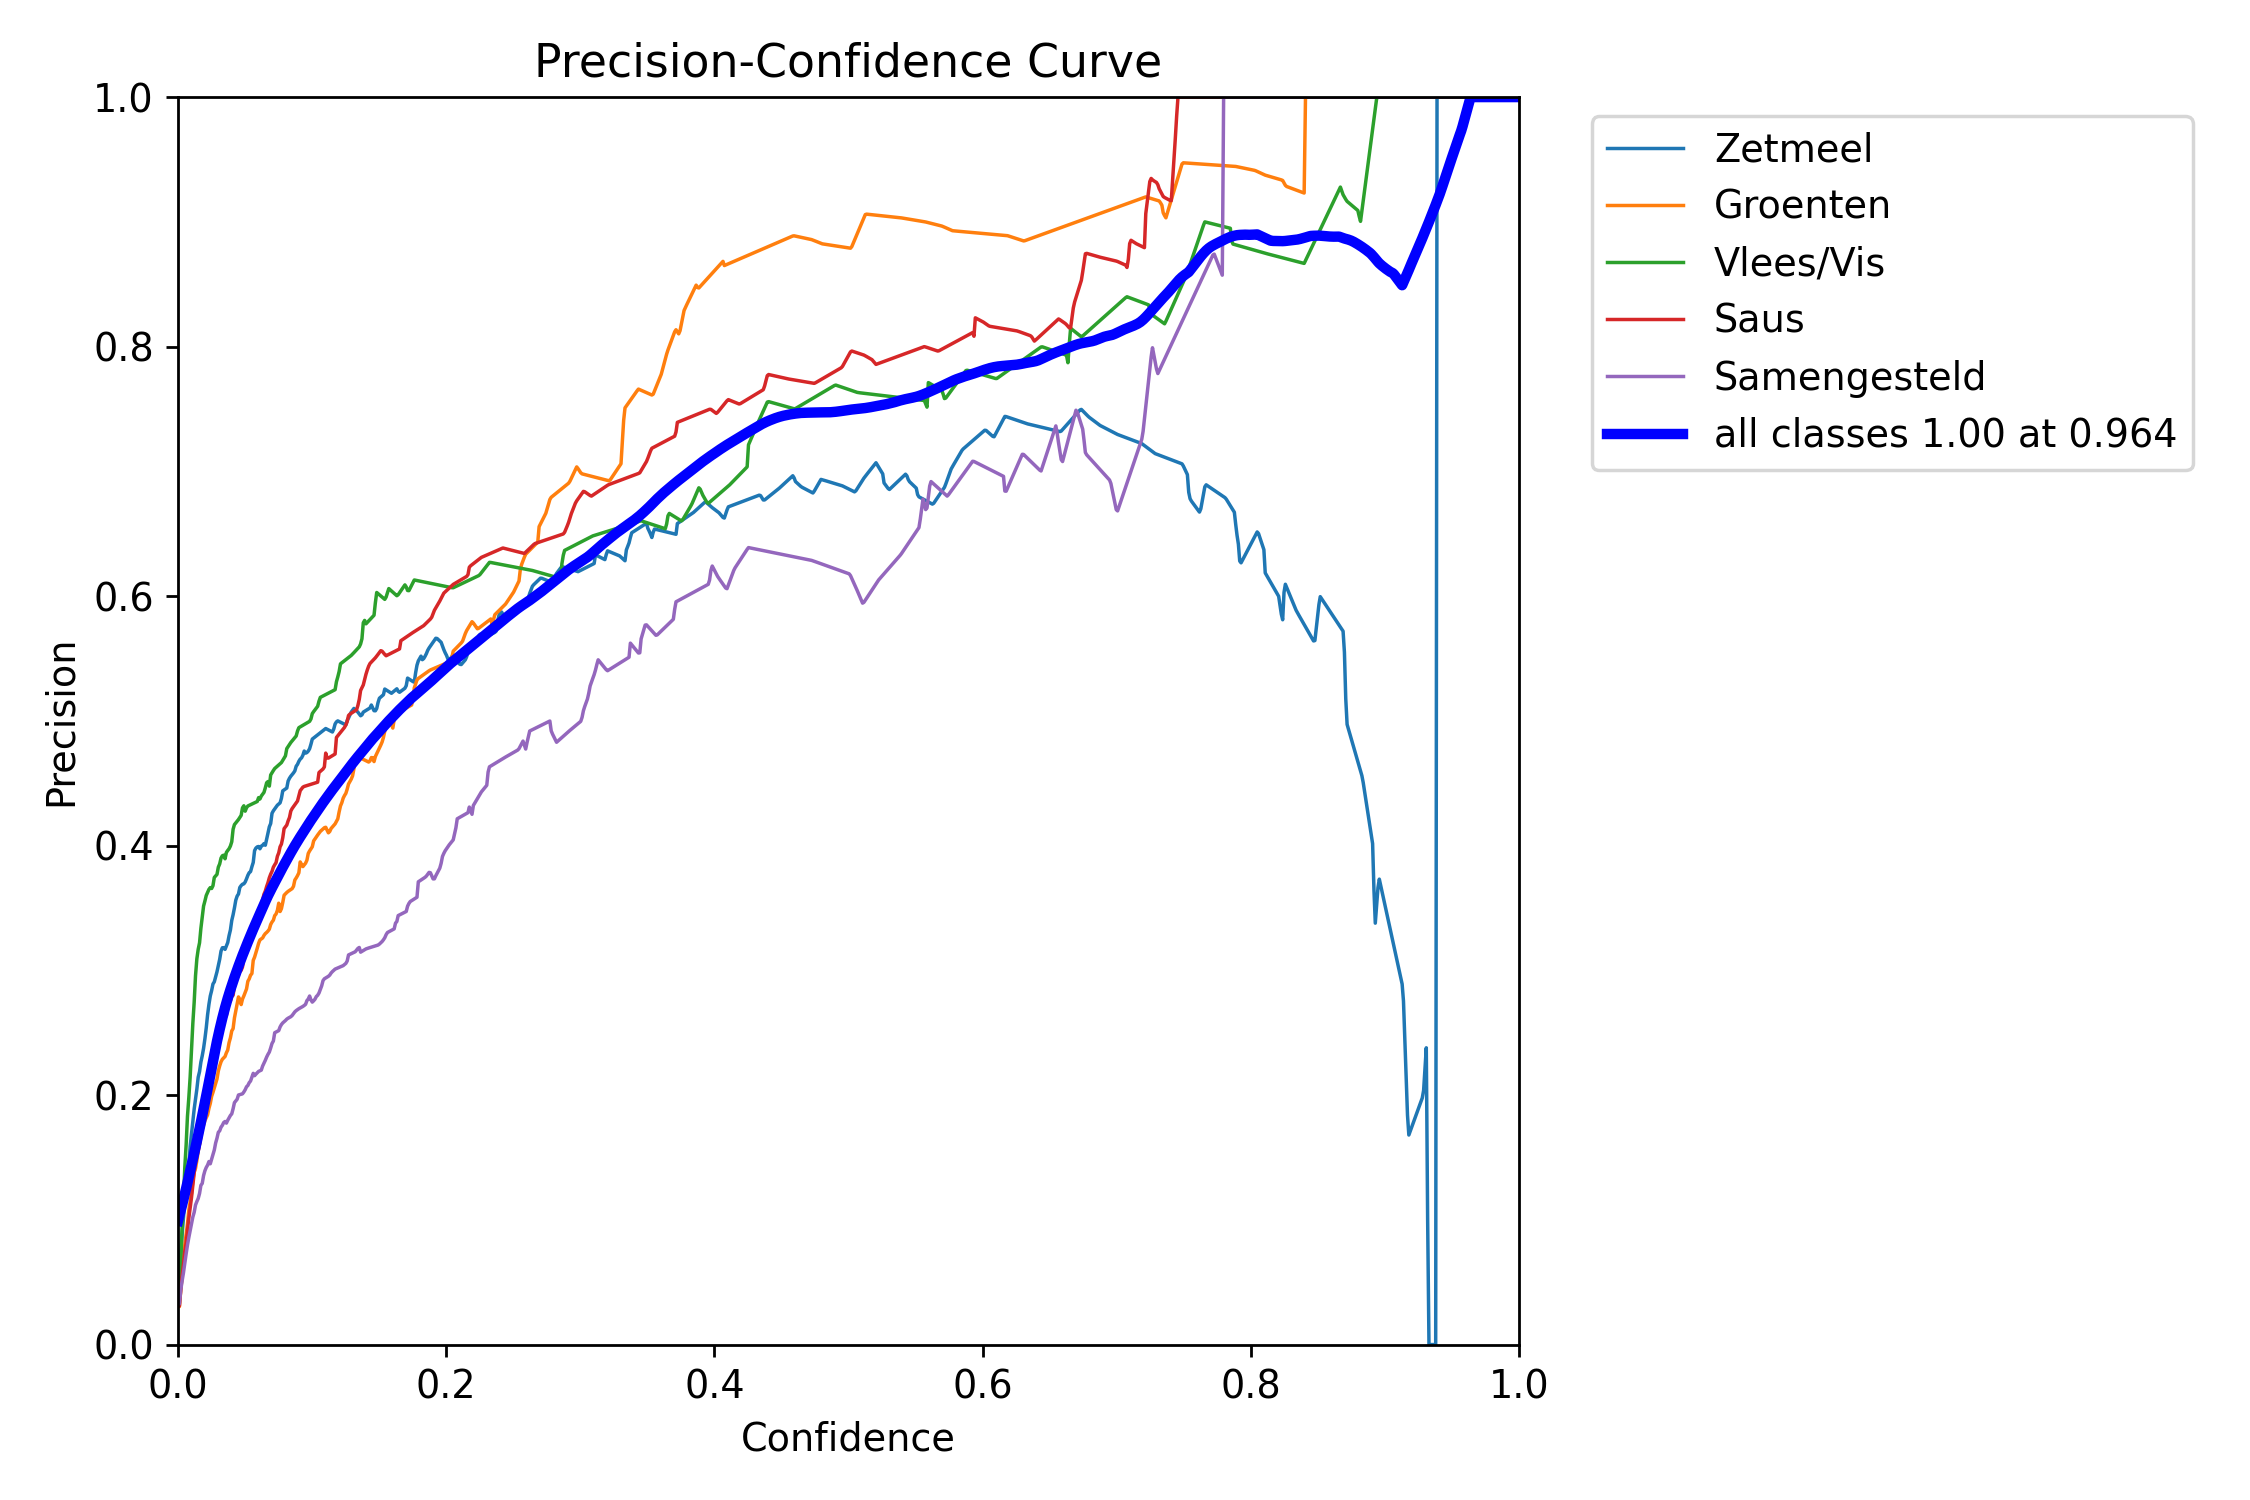 Precision-Confidence Curve
1.0
0.8
0.6
0.4
0.2
0.0
Precision
0.0 0.2 0.4 0.6 0.8 1.0
Confidence
Zetmeel
Groenten
Vlees/Vis
Saus
Samengesteld
all classes 1.00 at 0.964